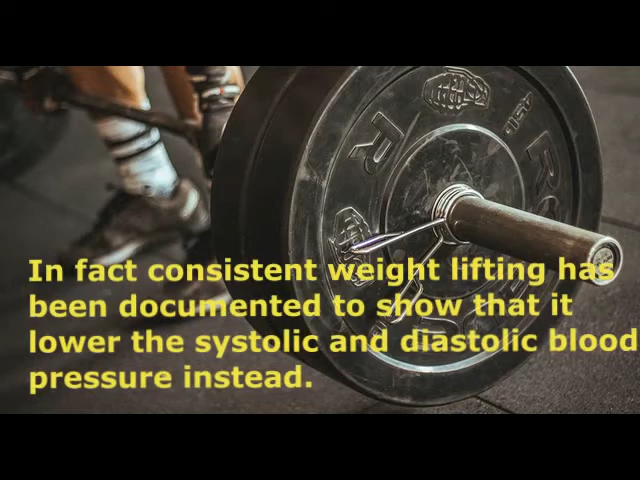 In fact consistent weight lifting has
been documented to show that it
lower the systolic and diastolic blood
pressure instead.
R
45LB